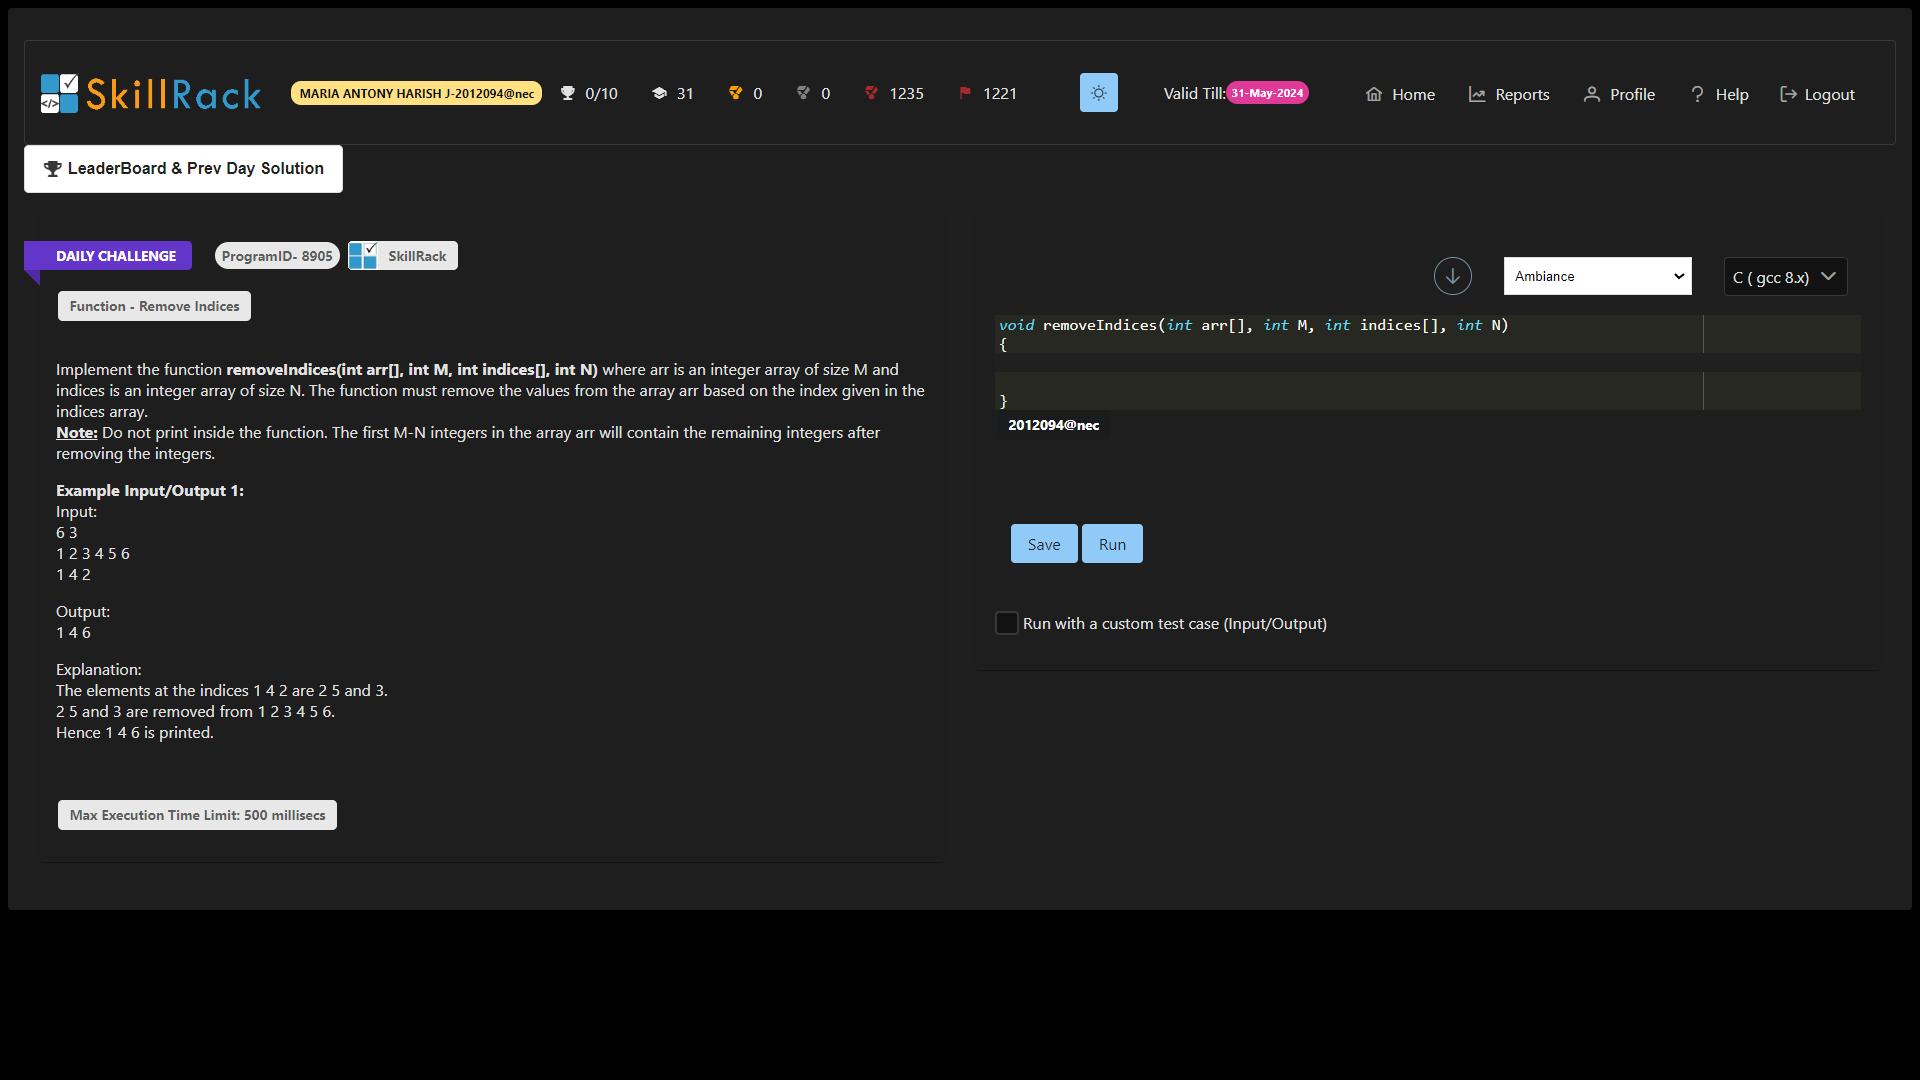 SkillRack
MARIA ANTONY HARISH J-2012094@nec
0/10
31
0
0
1235
1221
Valid Till: 31-May-2024
Home
Reports
Profile
Help
Logout
LeaderBoard & Prev Day Solution
DAILY CHALLENGE
ProgramID- 8905
SkillRack
Function - Remove Indices
Implement the function removeIndices(int arr[], int M, int indices[], int N) where arr is an integer array of size M and
indices is an integer array of size N. The function must remove the values from the array arr based on the index given in the
indices array.
Note: Do not print inside the function. The first M-N integers in the array arr will contain the remaining integers after
removing the integers.
Example Input/Output 1:
Input:
6 3
1 2 3 4 5 6
1 4 2
Output:
1 4 6
Explanation:
The elements at the indices 1 4 2 are 2 5 and 3.
2 5 and 3 are removed from 1 2 3 4 5 6.
Hence 1 4 6 is printed.
Max Execution Time Limit: 500 millisecs
Ambiance
C ( gcc 8.x)
void removeIndices(int arr[], int M, int indices[], int N)
{
}
2012094@nec
Save
Run
Run with a custom test case (Input/Output)